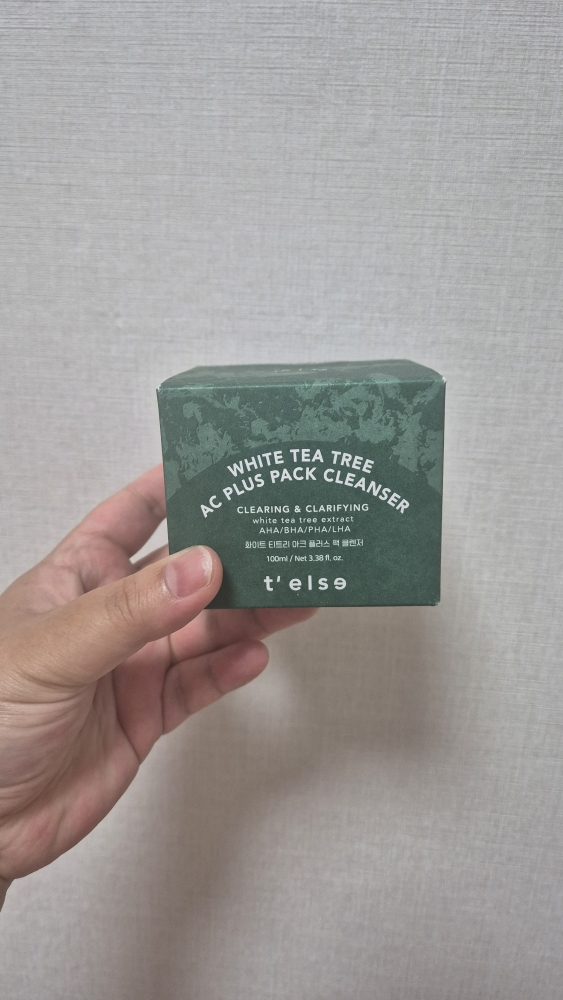 WHITE TEA TREE
AC PLUS PACK CLEANSER
CLEARING & CLARIFYING
white tea tree extract
AHA/BHA/PHA/LHA
화이트 티트리 아크 플러스 팩 클렌저
100ml / Net 3.38 fl. oz.
t' else